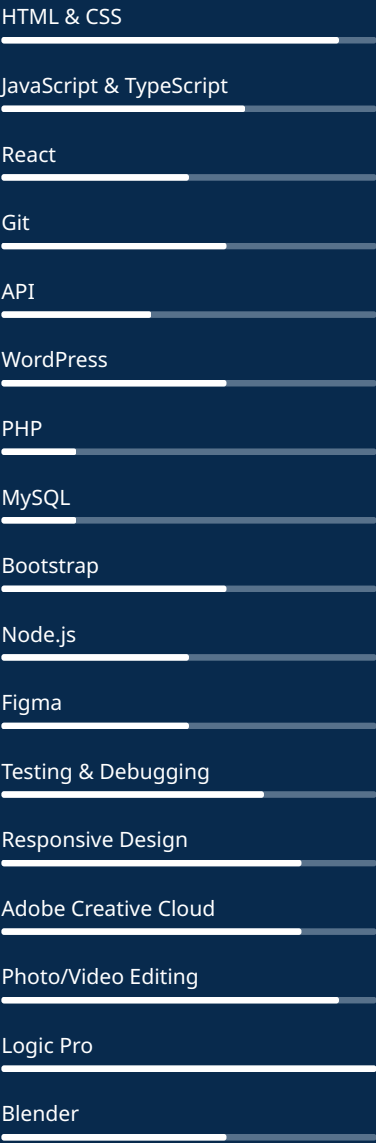 HTML & CSS
JavaScript & TypeScript
React
Git
API
WordPress
PHP
MySQL
Bootstrap
Node.js
Figma
Testing & Debugging
Responsive Design
Adobe Creative Cloud
Photo/Video Editing
Logic Pro
Blender